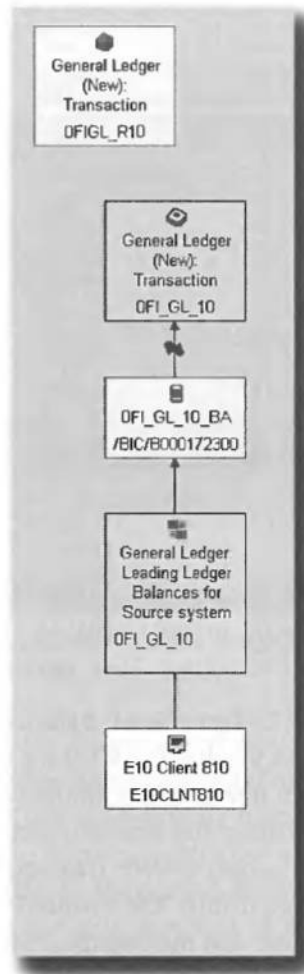 General Ledger
(New):
Transaction
0FIGL_R10
General Ledger
(New):
Transaction
0FI_GL_10
0FI_GL_10_BA
/BIC/B000172300
General Ledger
Leading Ledger
Balances for
Source system
0FI_GL_10
E10 Client 810
E10CLNT810